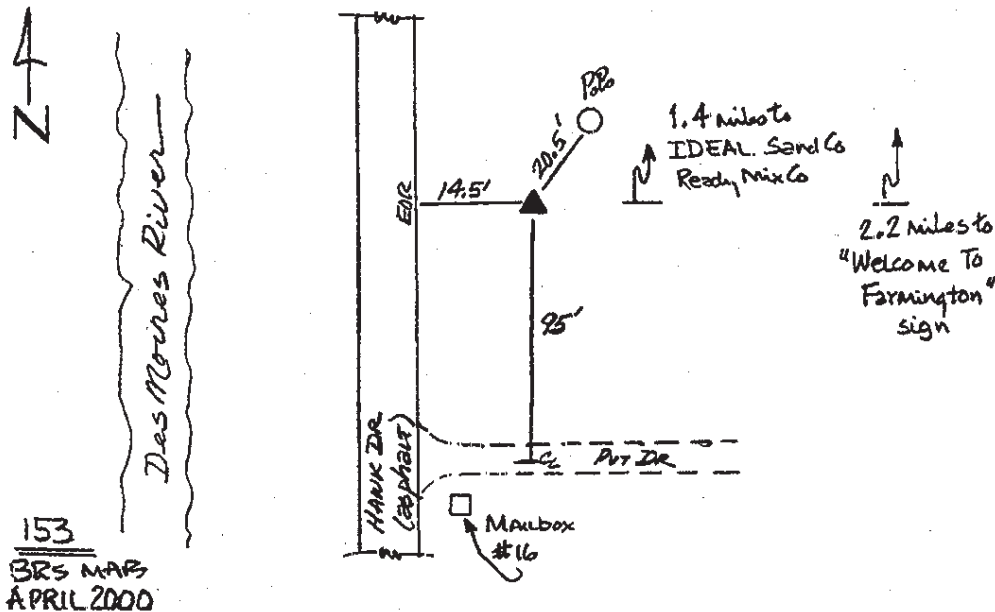 N
Des Moines River
153
BRS MAB
APRIL 2000
EOR
HANK DR
(asphalt)
14.5'
20.5'
P.P.
95'
CL
PVT DR
MAILBOX
#16
1.4 miles to
IDEAL. Sand Co
Ready Mix Co
2.2 miles to
"Welcome To
Farmington"
sign